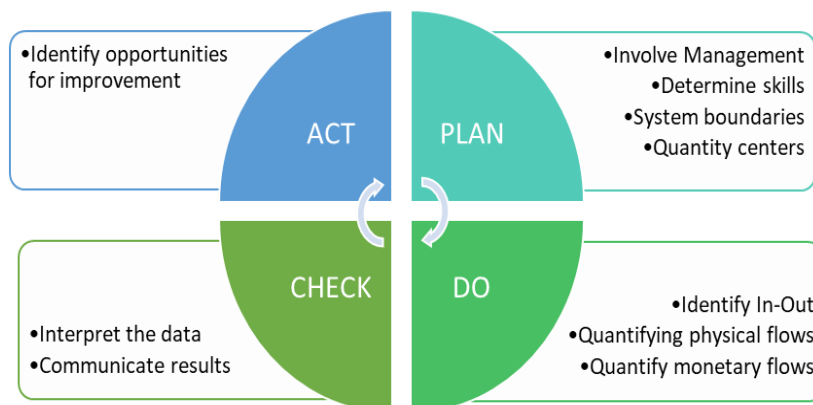 •Identify opportunities
for improvement
ACT
PLAN
•Involve Management
•Determine skills
•System boundaries
•Quantity centers
CHECK
•Interpret the data
•Communicate results
DO
•Identify In-Out
•Quantifying physical flows
•Quantify monetary flows